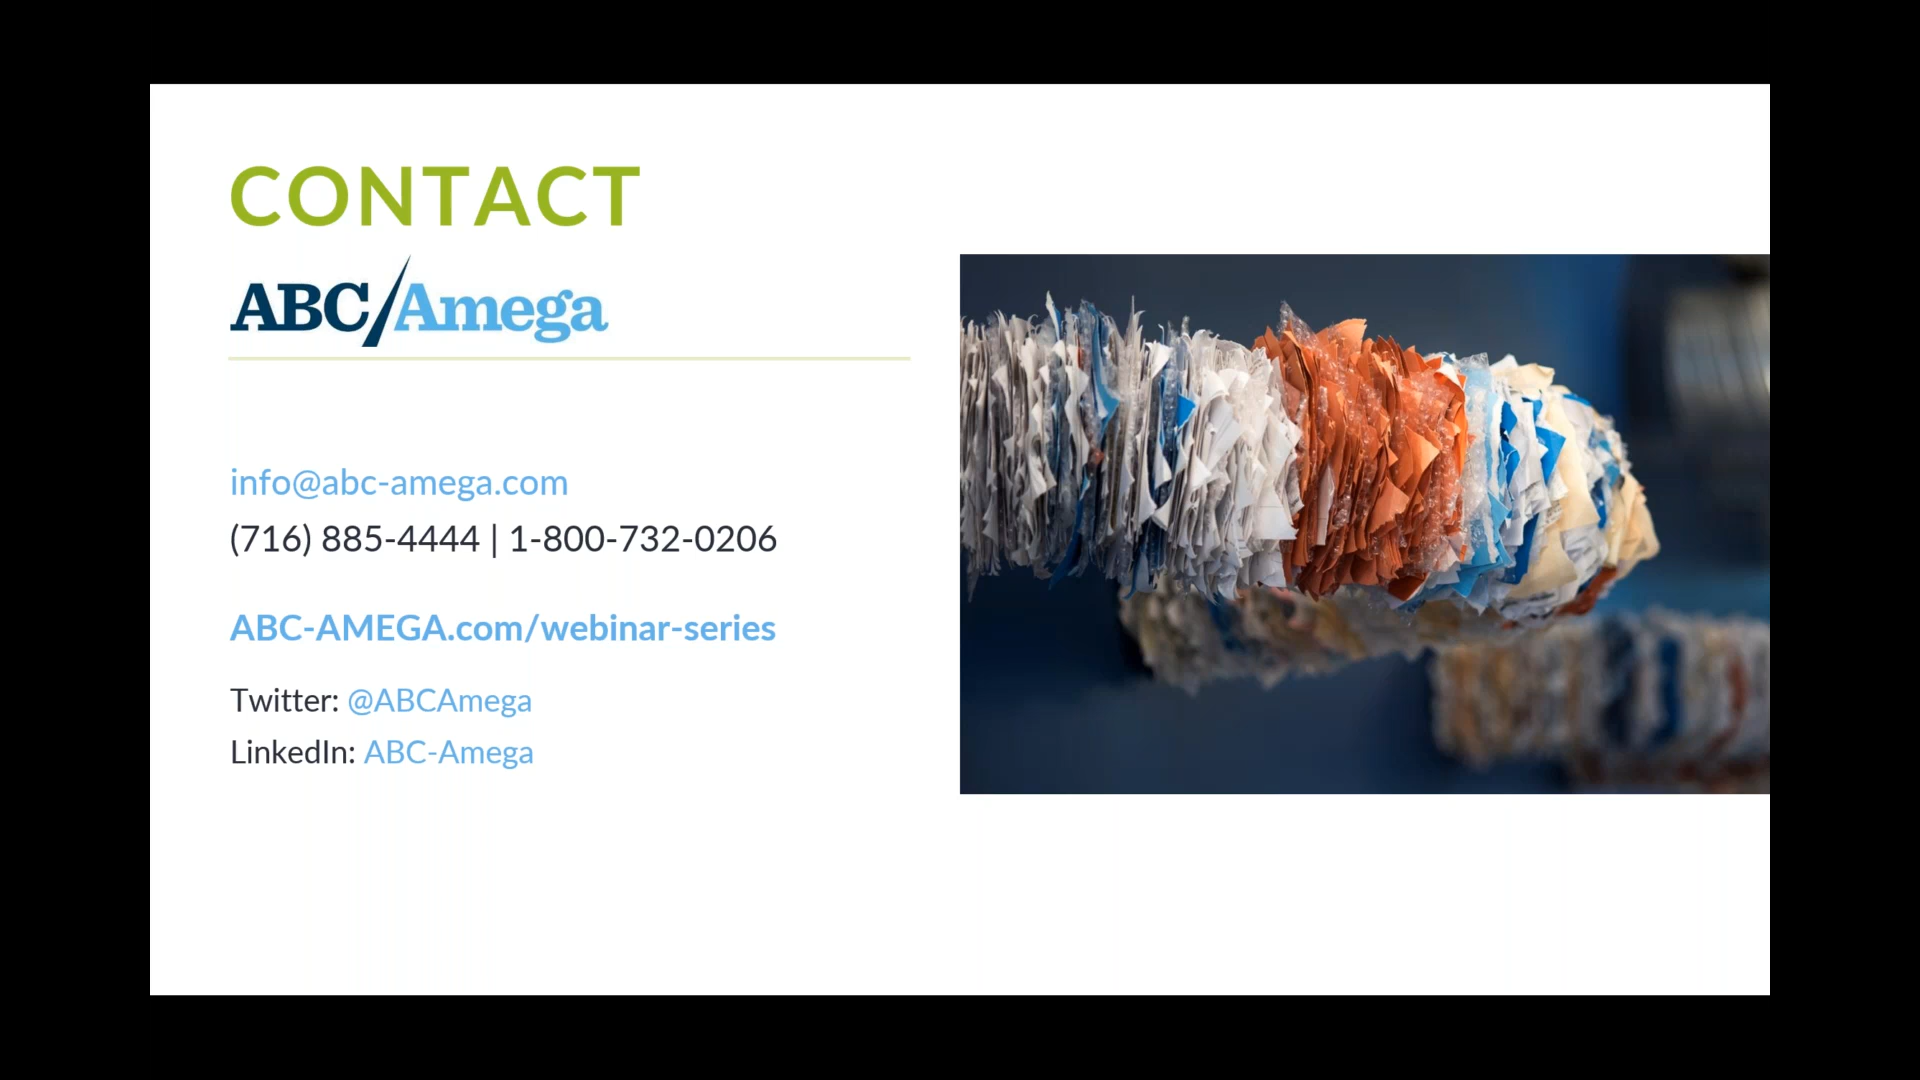 CONTACT
ABC/Amega
info@abc-amega.com
(716) 885-4444 | 1-800-732-0206
ABC-AMEGA.com/webinar-series
Twitter: @ABCAmega
LinkedIn: ABC-Amega